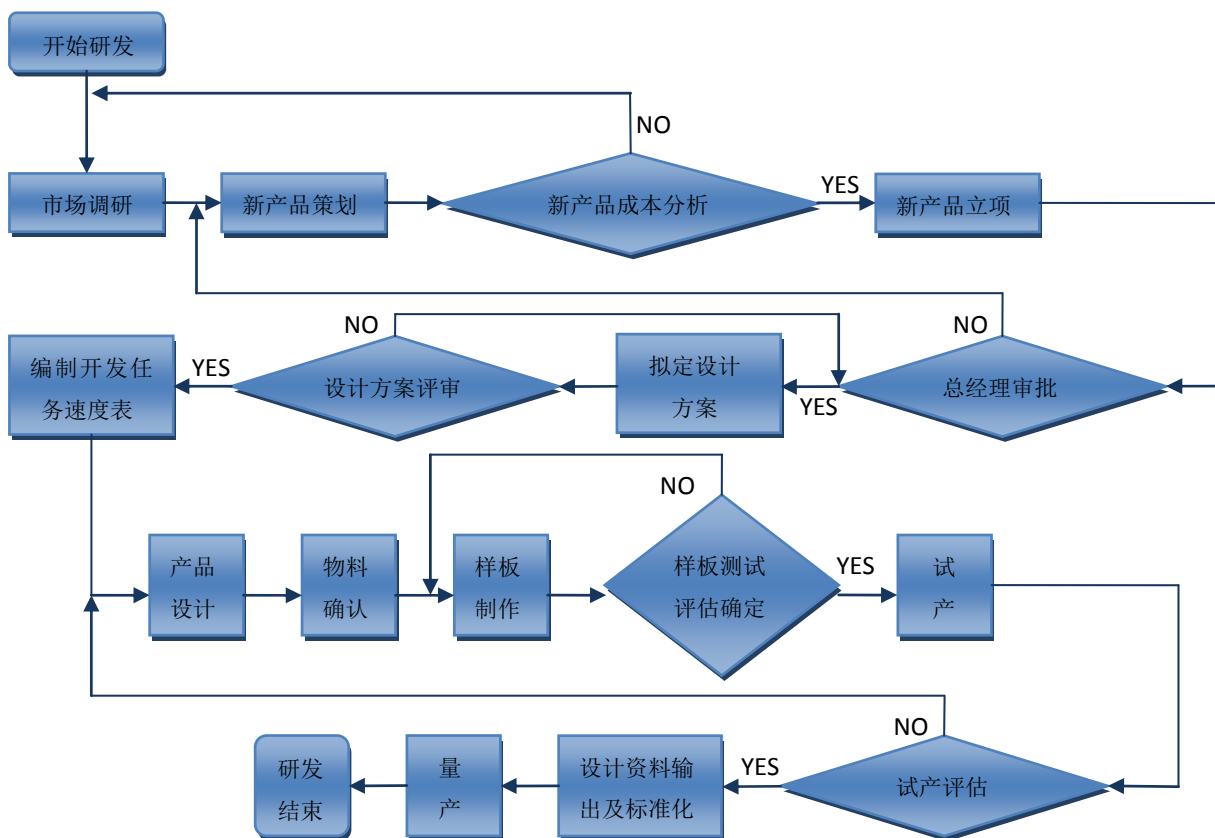 开始研发
NO
市场调研
新产品策划
新产品成本分析
YES
新产品立项
NO
总经理审批
YES
拟定设计
方案
NO
设计方案评审
YES
编制开发任
务速度表
产品
设计
物料
确认
样板
制作
NO
样板测试
评估确定
YES
试
产
NO
试产评估
YES
设计资料输
出及标准化
量
产
研发
结束